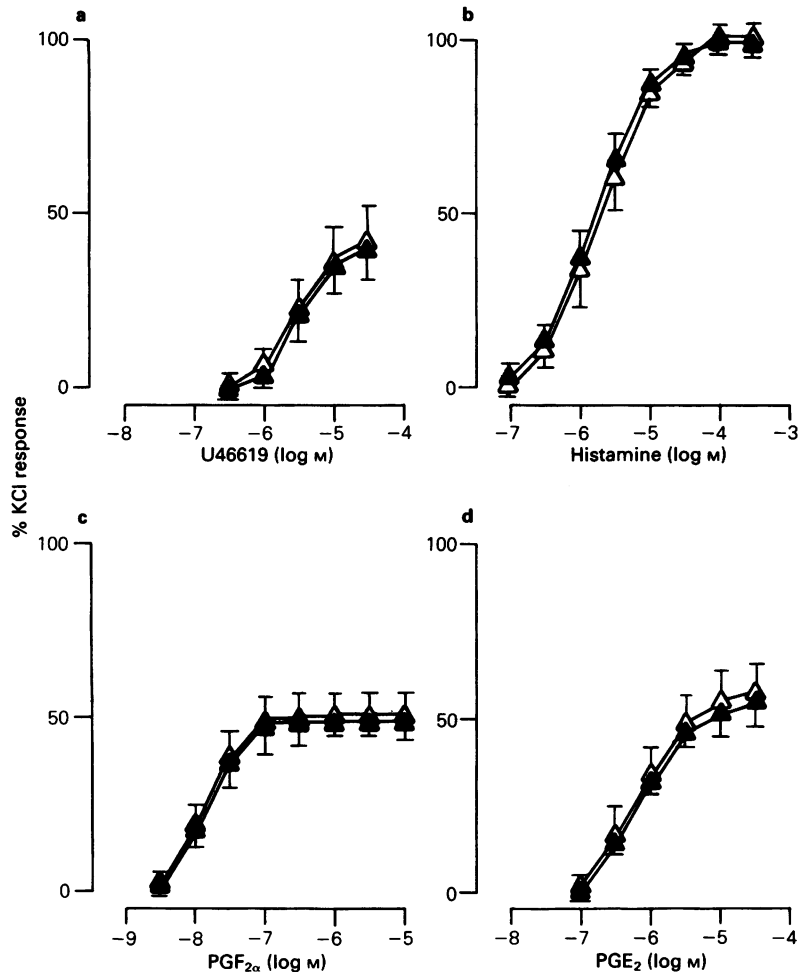 a
100
50
0
−8 −7 −6 −5 −4
U46619 (log M)
b
100
50
0
−7 −6 −5 −4 −3
Histamine (log M)
% KCl response
c
100
50
0
−9 −8 −7 −6 −5
PGF2α (log M)
d
100
50
0
−8 −7 −6 −5 −4
PGE2 (log M)